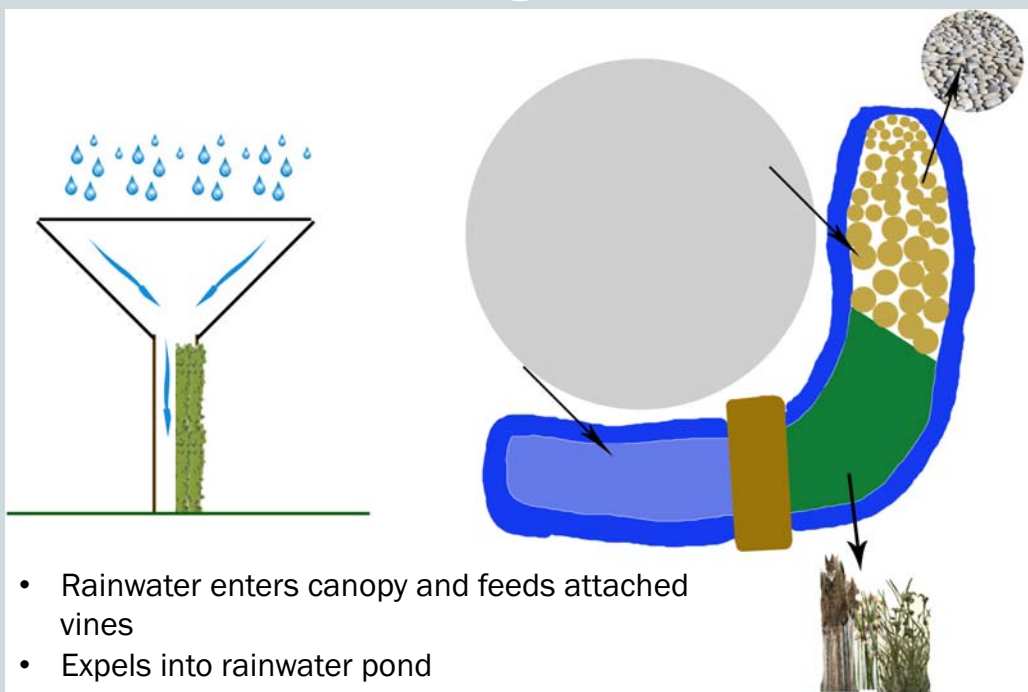 • Rainwater enters canopy and feeds attached
vines
• Expels into rainwater pond